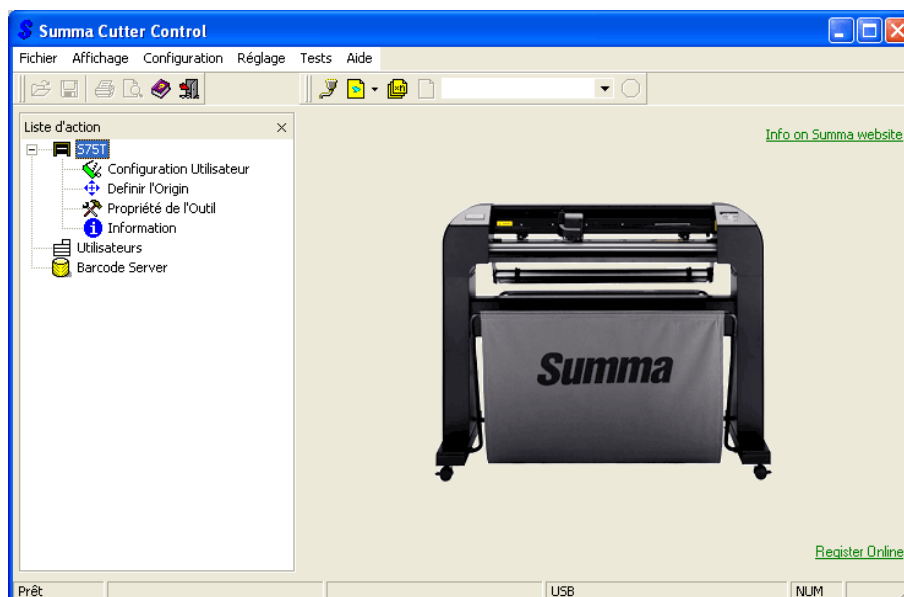 Summa Cutter Control
Fichier Affichage Configuration Réglage Tests Aide
Liste d'action
Info on Summa website
S75T
Configuration Utilisateur
Definir l'Origin
Propriété de l'Outil
Information
Utilisateurs
Barcode Server
Summa
Register Online
Prêt USB NUM